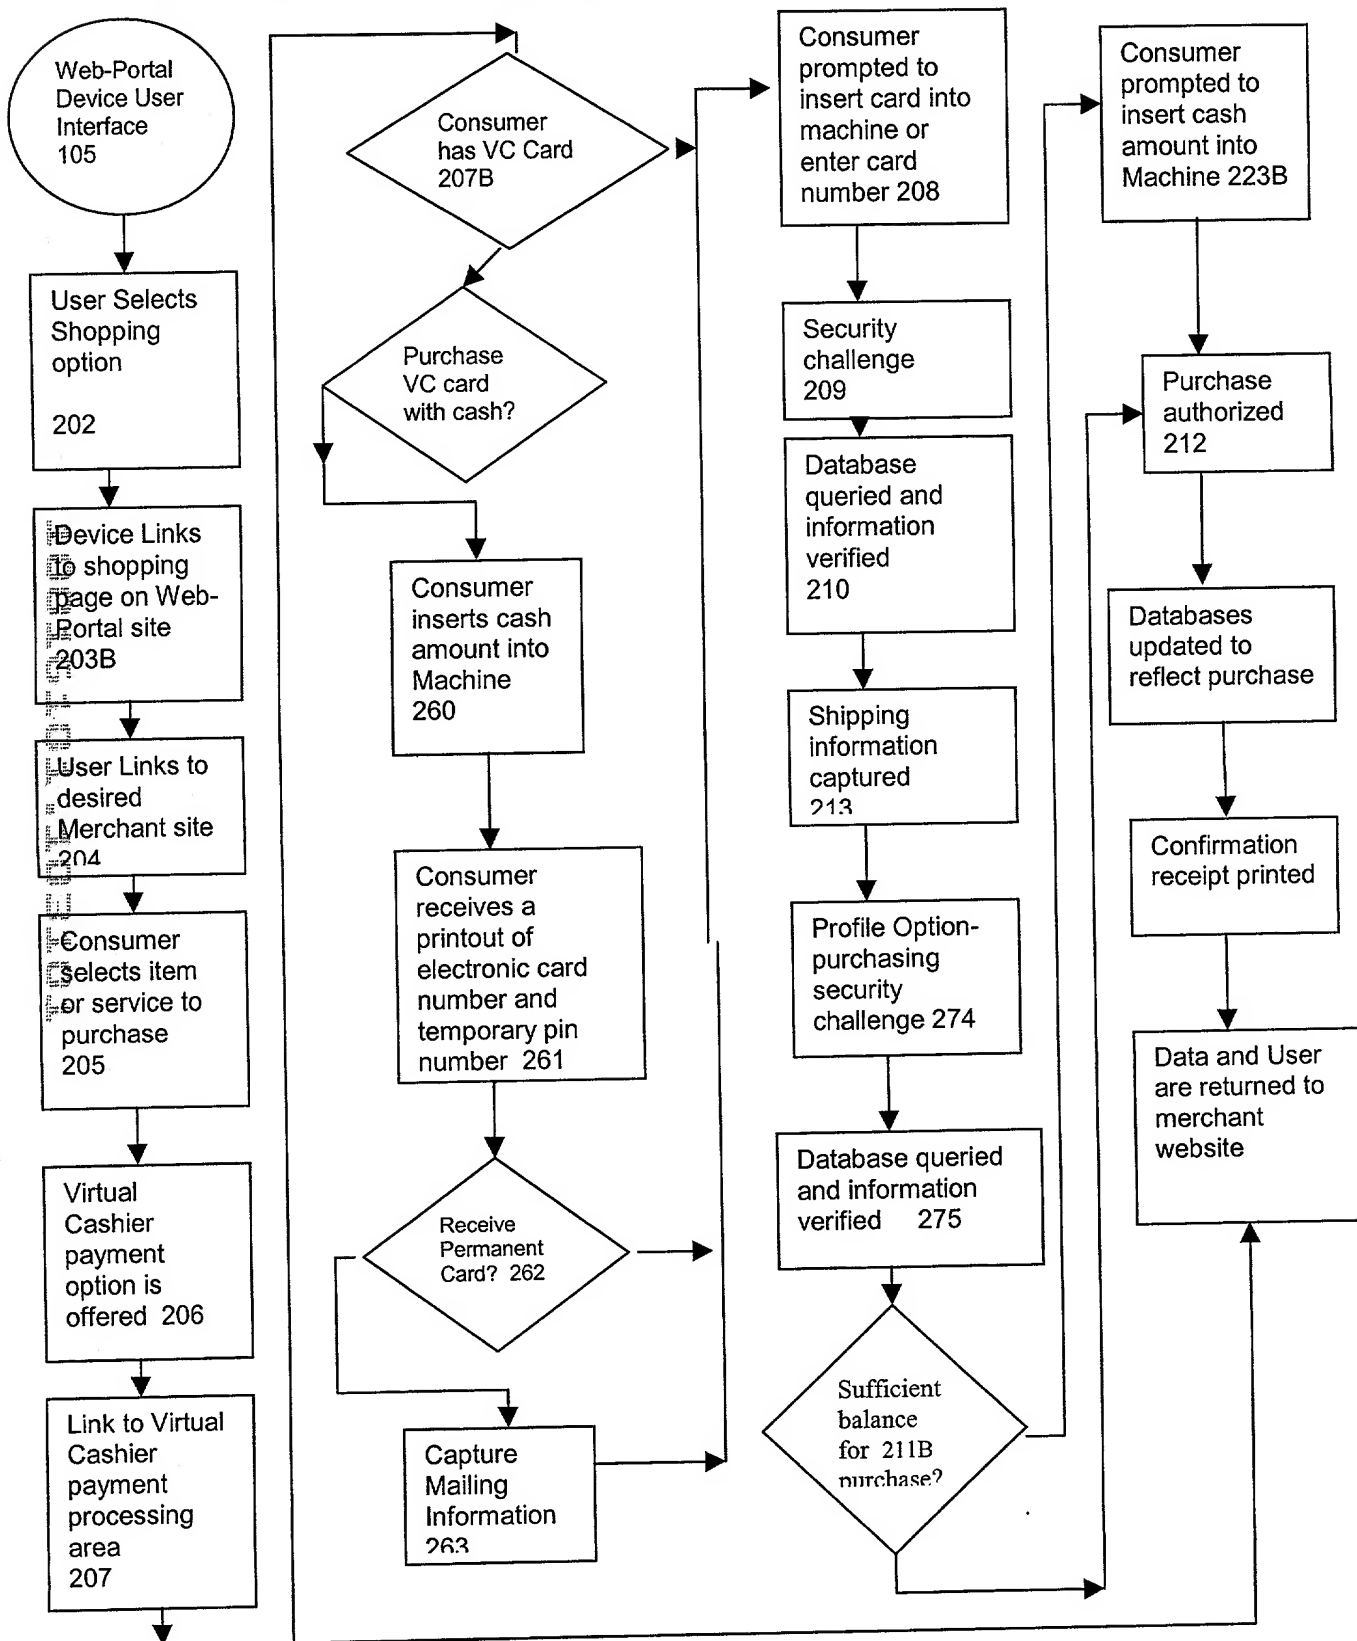 Web-Portal
Device User
Interface
105
User Selects
Shopping
option
202
Device Links
to shopping
page on Web-
Portal site
203B
User Links to
desired
Merchant site
204
Consumer
selects item
or service to
purchase
205
Virtual
Cashier
payment
option is
offered 206
Link to Virtual
Cashier
payment
processing
area
207
Consumer
has VC Card
207B
Purchase
VC card
with cash?
Consumer
inserts cash
amount into
Machine
260
Consumer
receives a
printout of
electronic card
number and
temporary pin
number 261
Receive
Permanent
Card? 262
Capture
Mailing
Information
263
Consumer
prompted to
insert card into
machine or
enter card
number 208
Security
challenge
209
Database
queried and
information
verified
210
Shipping
information
captured
213
Profile Option-
purchasing
security
challenge 274
Database queried
and information
verified 275
Sufficient
balance
for 211B
purchase?
Consumer
prompted to
insert cash
amount into
Machine 223B
Purchase
authorized
212
Databases
updated to
reflect purchase
Confirmation
receipt printed
Data and User
are returned to
merchant
website